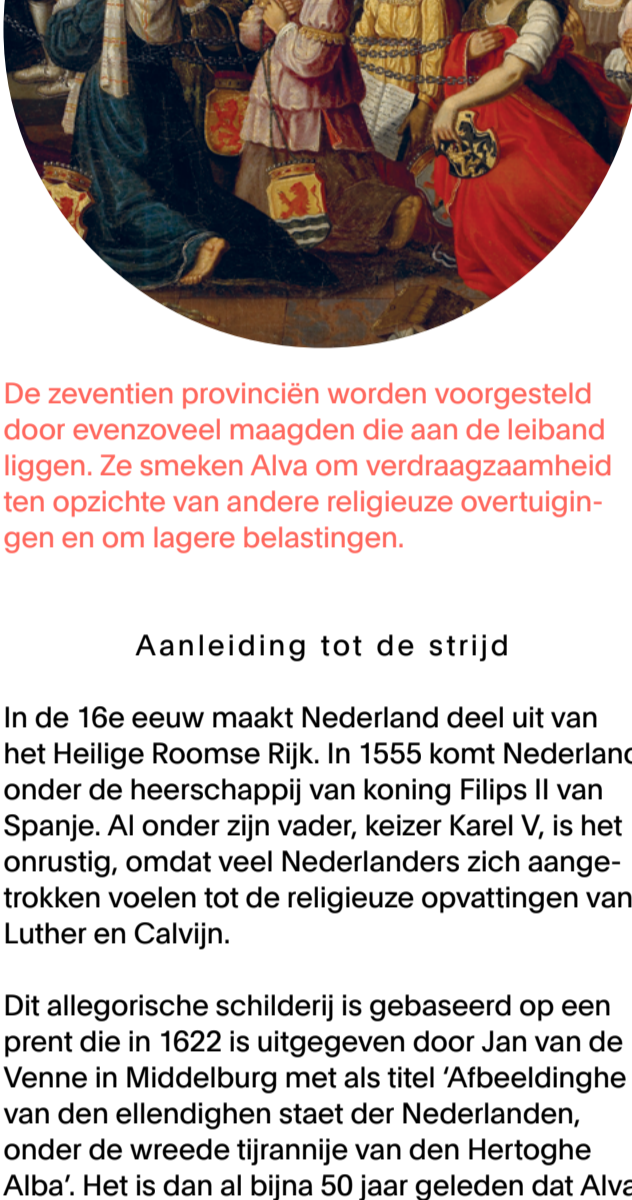 De zeventien provinciën worden voorgesteld
door evenzoveel maagden die aan de leiband
liggen. Ze smeken Alva om verdraagzaamheid
ten opzichte van andere religieuze overtuigin-
gen en om lagere belastingen.
Aanleiding tot de strijd
In de 16e eeuw maakt Nederland deel uit van
het Heilige Roomse Rijk. In 1555 komt Nederland
onder de heerschappij van koning Filips II van
Spanje. Al onder zijn vader, keizer Karel V, is het
onrustig, omdat veel Nederlanders zich aange-
trokken voelen tot de religieuze opvattingen van
Luther en Calvijn.
Dit allegorische schilderij is gebaseerd op een
prent die in 1622 is uitgegeven door Jan van de
Venne in Middelburg met als titel ‘Afbeeldinghe
van den ellendighen staet der Nederlanden,
onder de wreede tijrannije van den Hertoghe
Alba’. Het is dan al bijna 50 jaar geleden dat Alva